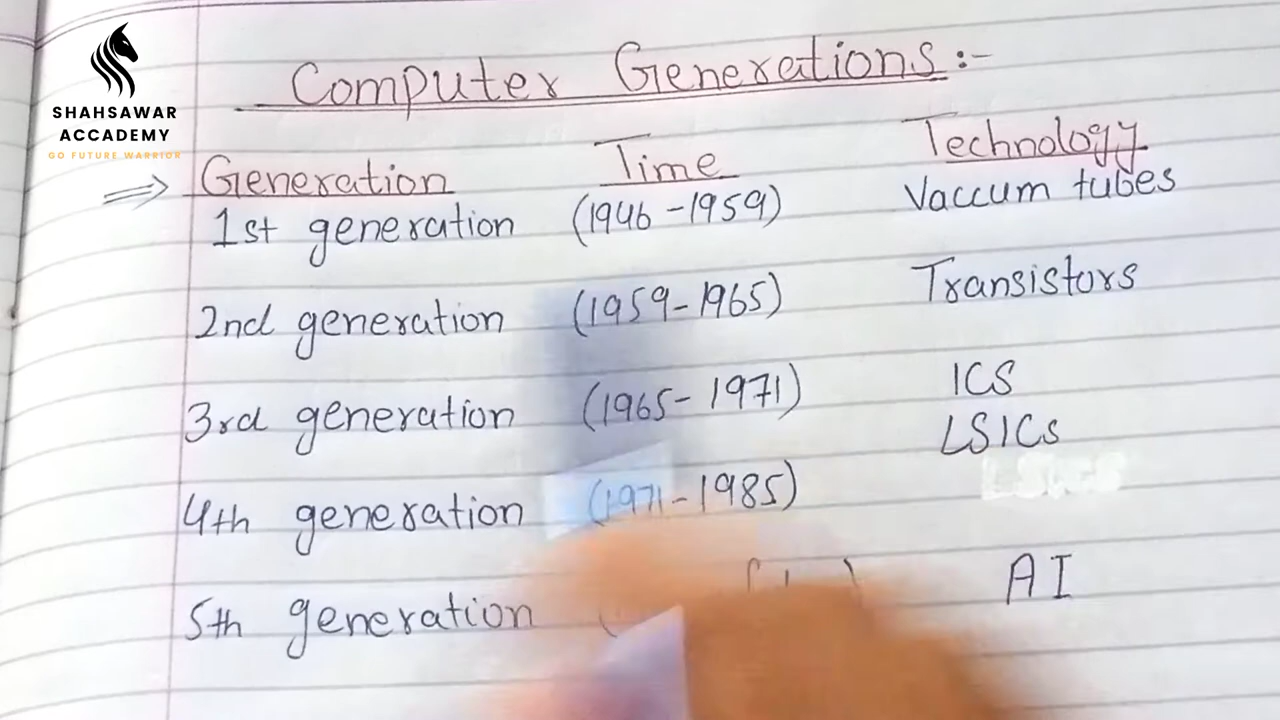 SHAHSAWAR
ACCADEMY
GO FUTURE WARRIOR
Computer Generations :-
⇒ Generation Time Technology
1st generation (1946 - 1959) Vaccum tubes
2nd generation (1959 - 1965) Transistors
3rd generation (1965 - 1971) ICS
LSICs
4th generation (1971 - 1985)
5th generation AI